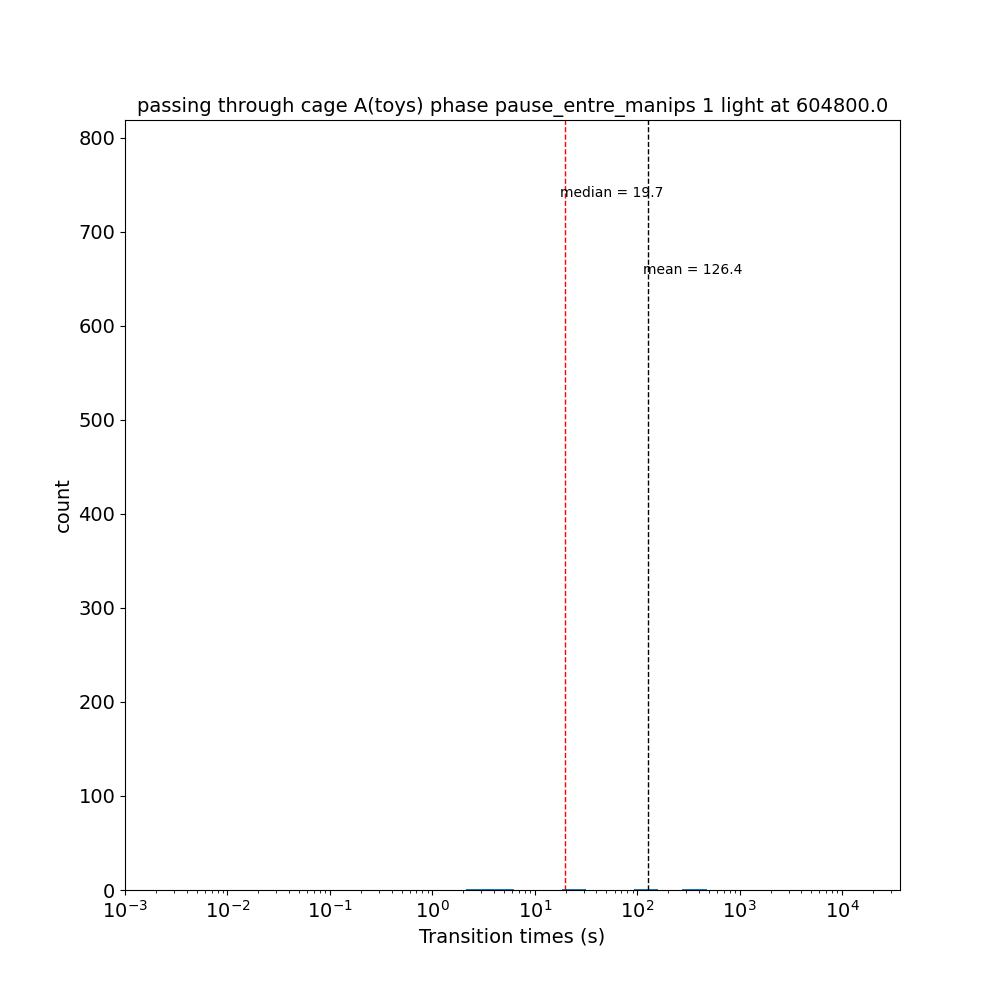 passing through cage A(toys) phase pause_entre_manips 1 light at 604800.0
800
700
600
500
400
300
200
100
0
count
median = 19.7
mean = 126.4
10⁻³ 10⁻² 10⁻¹ 10⁰ 10¹ 10² 10³ 10⁴
Transition times (s)